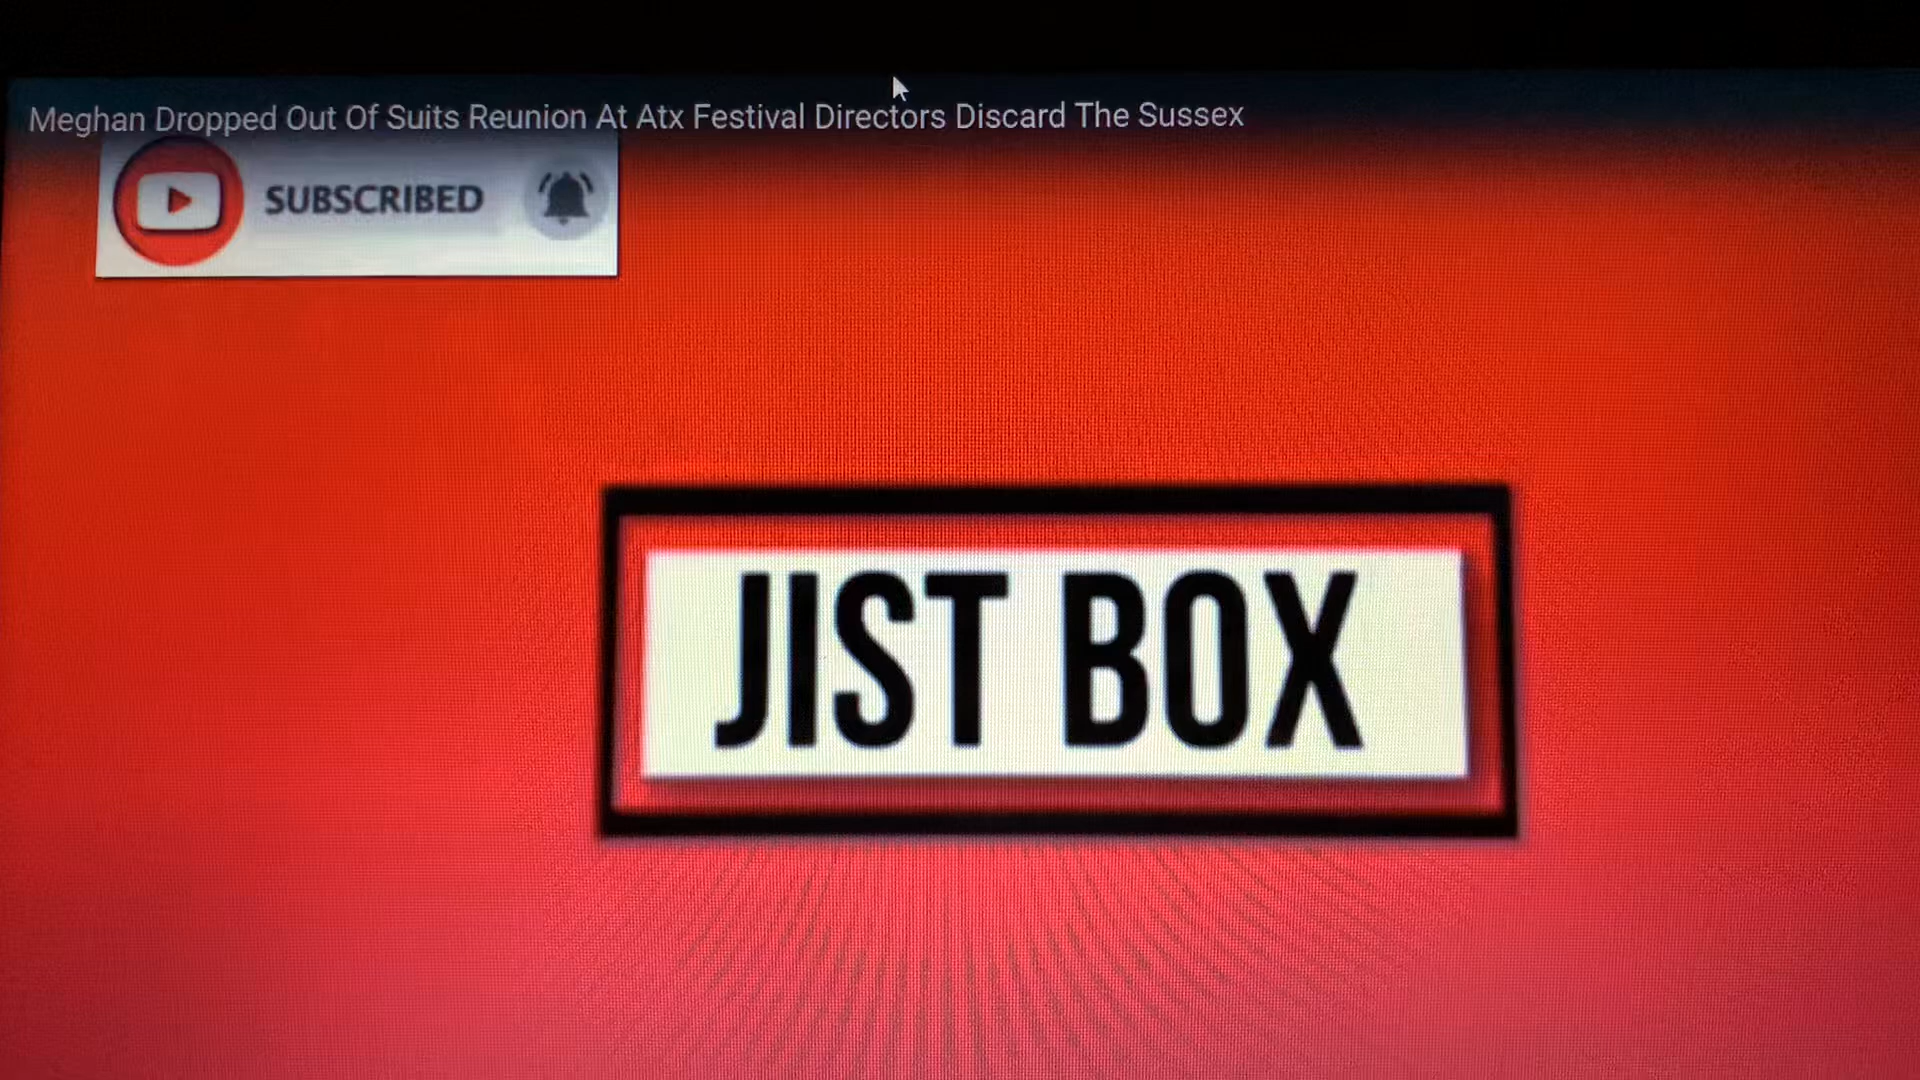 Meghan Dropped Out Of Suits Reunion At Atx Festival Directors Discard The Sussex
SUBSCRIBED
JIST BOX